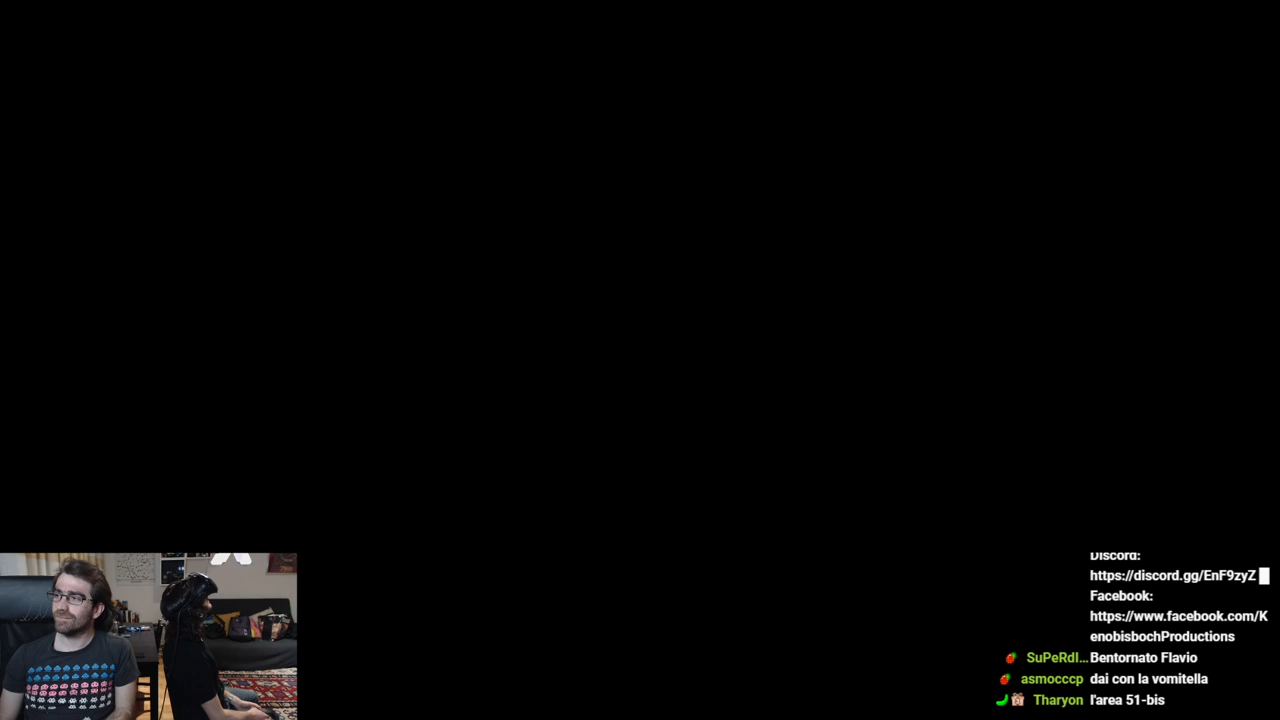 Discord:
https://discord.gg/EnF9zyZ
Facebook:
https://www.facebook.com/K
enobisbochProductions
SuPeRdI... Bentornato Flavio
asmocccp dai con la vomitella
Tharyon l'area 51-bis